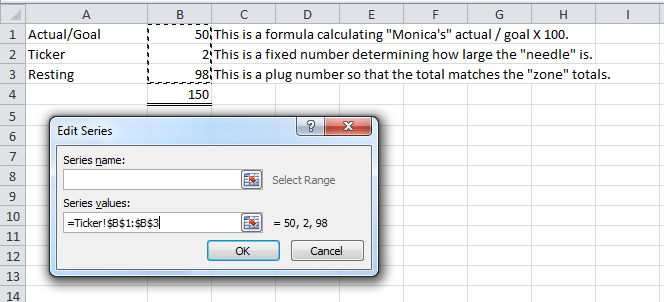 A B C D E F G H I
1 Actual/Goal 50 This is a formula calculating "Monica's" actual / goal X 100.
2 Ticker 2 This is a fixed number determining how large the "needle" is.
3 Resting 98 This is a plug number so that the total matches the "zone" totals.
4 150
5
Edit Series ?
6
7
Series name:
8
Select Range
9
Series values:
10
=Ticker!$B$1:$B$3 = 50, 2, 98
11
12
OK Cancel
13
14